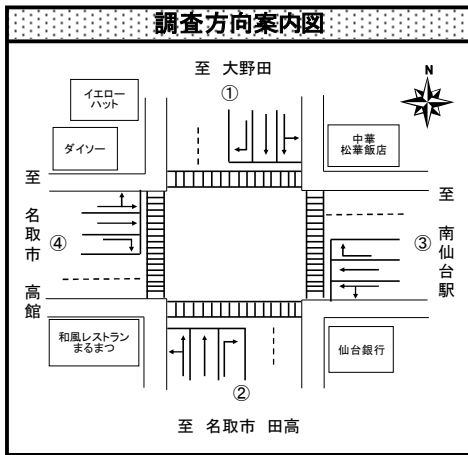 調査方向案内図
至 大野田
①
N
イエロー
ハット
ダイソー
中華
松華飯店
至 名取市 高館
④
③
至 南仙台駅
和風レストラン
まるまつ
仙台銀行
②
至 名取市 田高